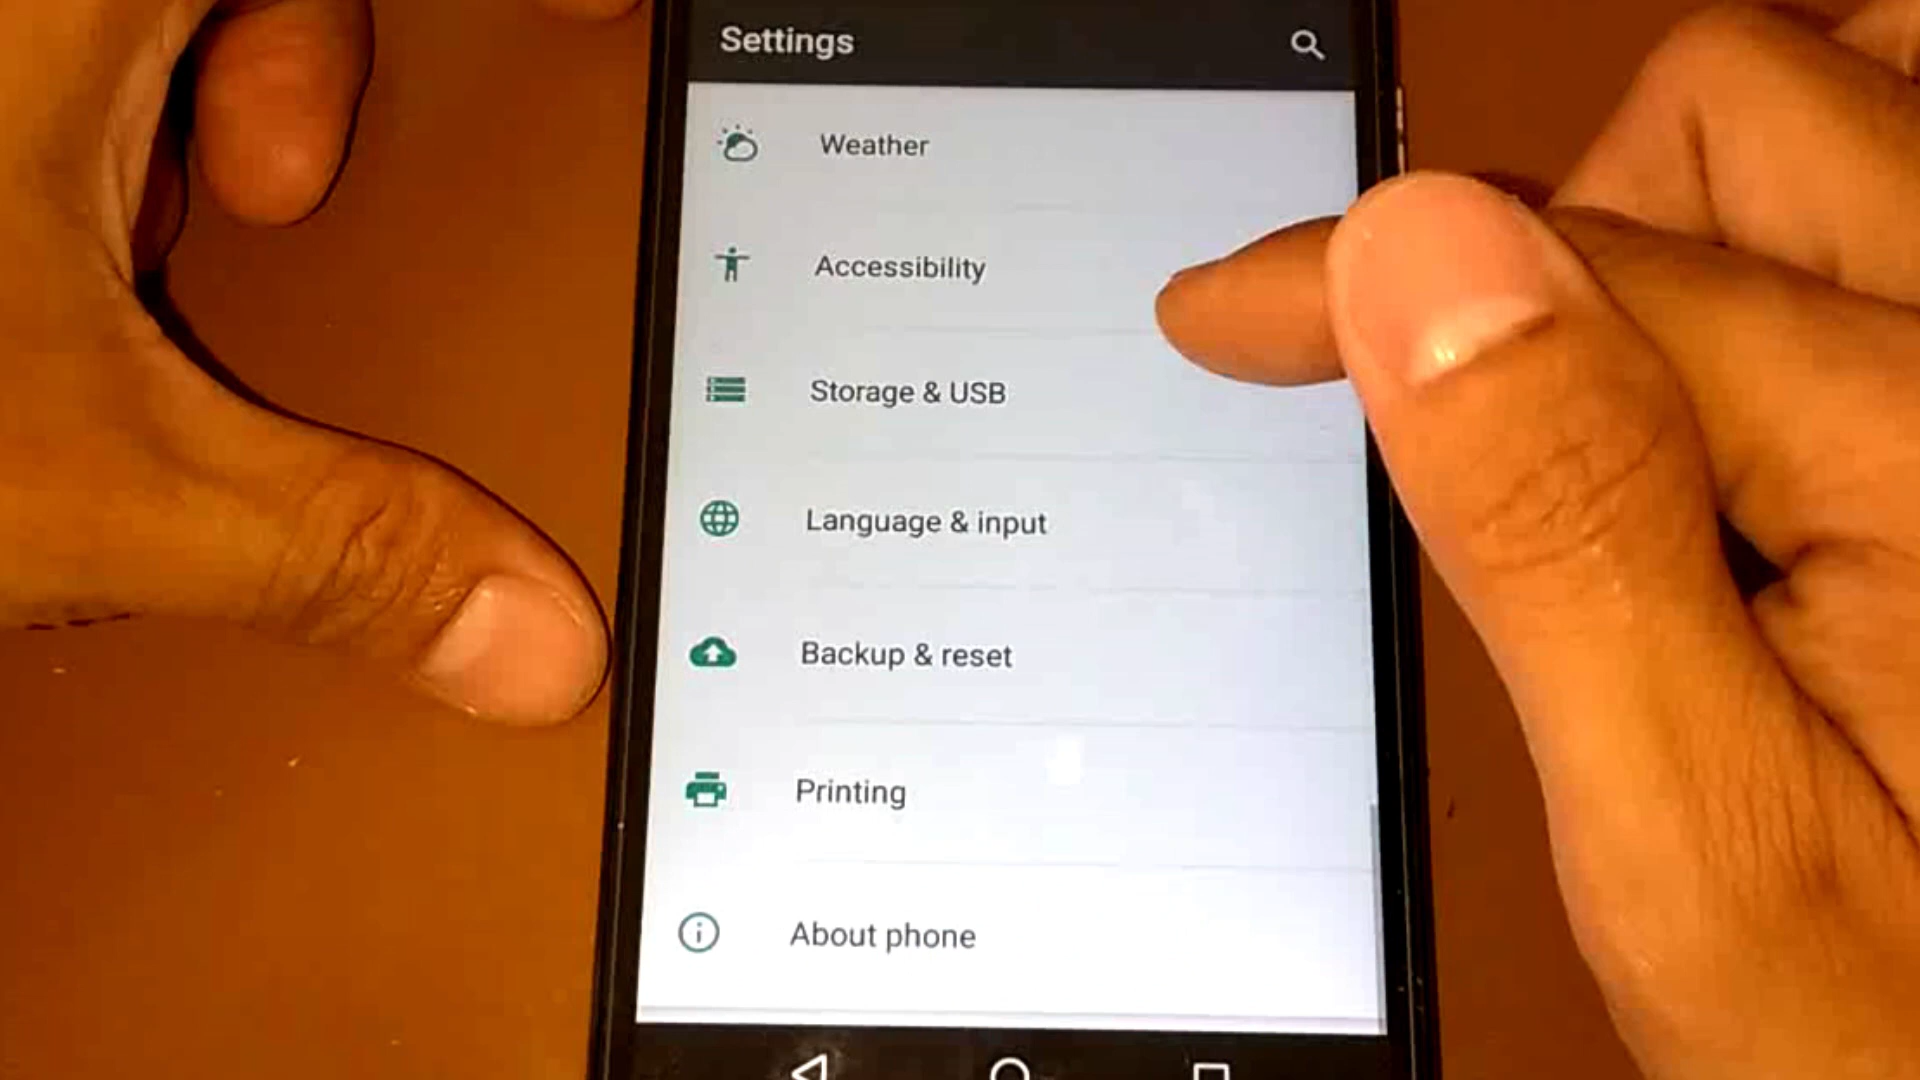 Settings
Weather
Accessibility
Storage & USB
Language & input
Backup & reset
Printing
About phone